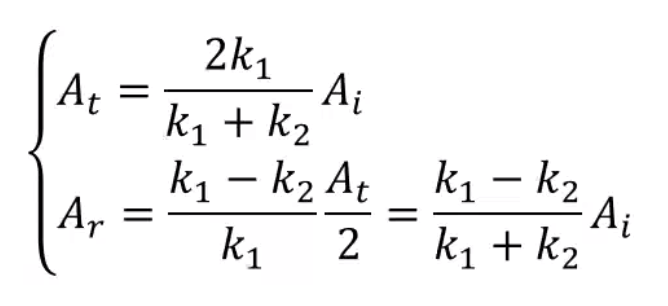 A_t = \frac{2k_1}{k_1 + k_2} A_i
A_r = \frac{k_1 - k_2}{k_1} \frac{A_t}{2} = \frac{k_1 - k_2}{k_1 + k_2} A_i